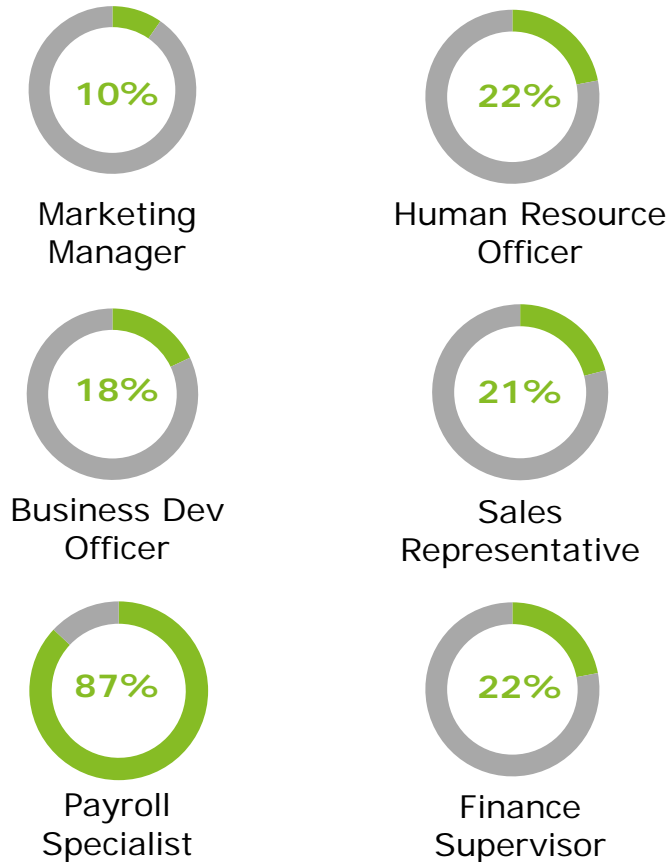 10%
Marketing
Manager
22%
Human Resource
Officer
18%
Business Dev
Officer
21%
Sales
Representative
87%
Payroll
Specialist
22%
Finance
Supervisor